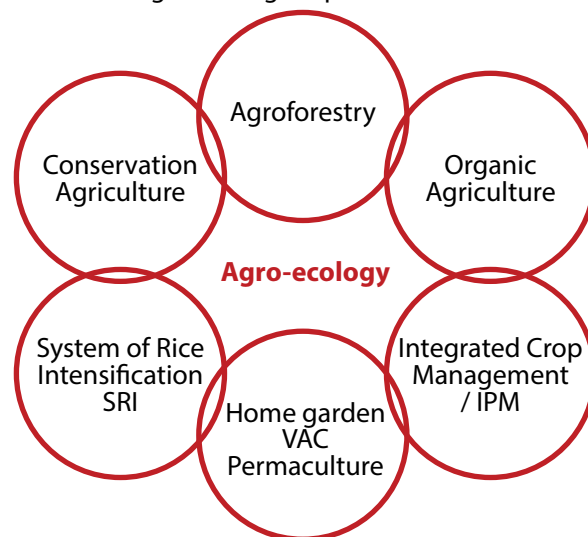 Agroforestry
Conservation
Agriculture
Organic
Agriculture
Agro-ecology
System of Rice
Intensification
SRI
Integrated Crop
Management
/ IPM
Home garden
VAC
Permaculture